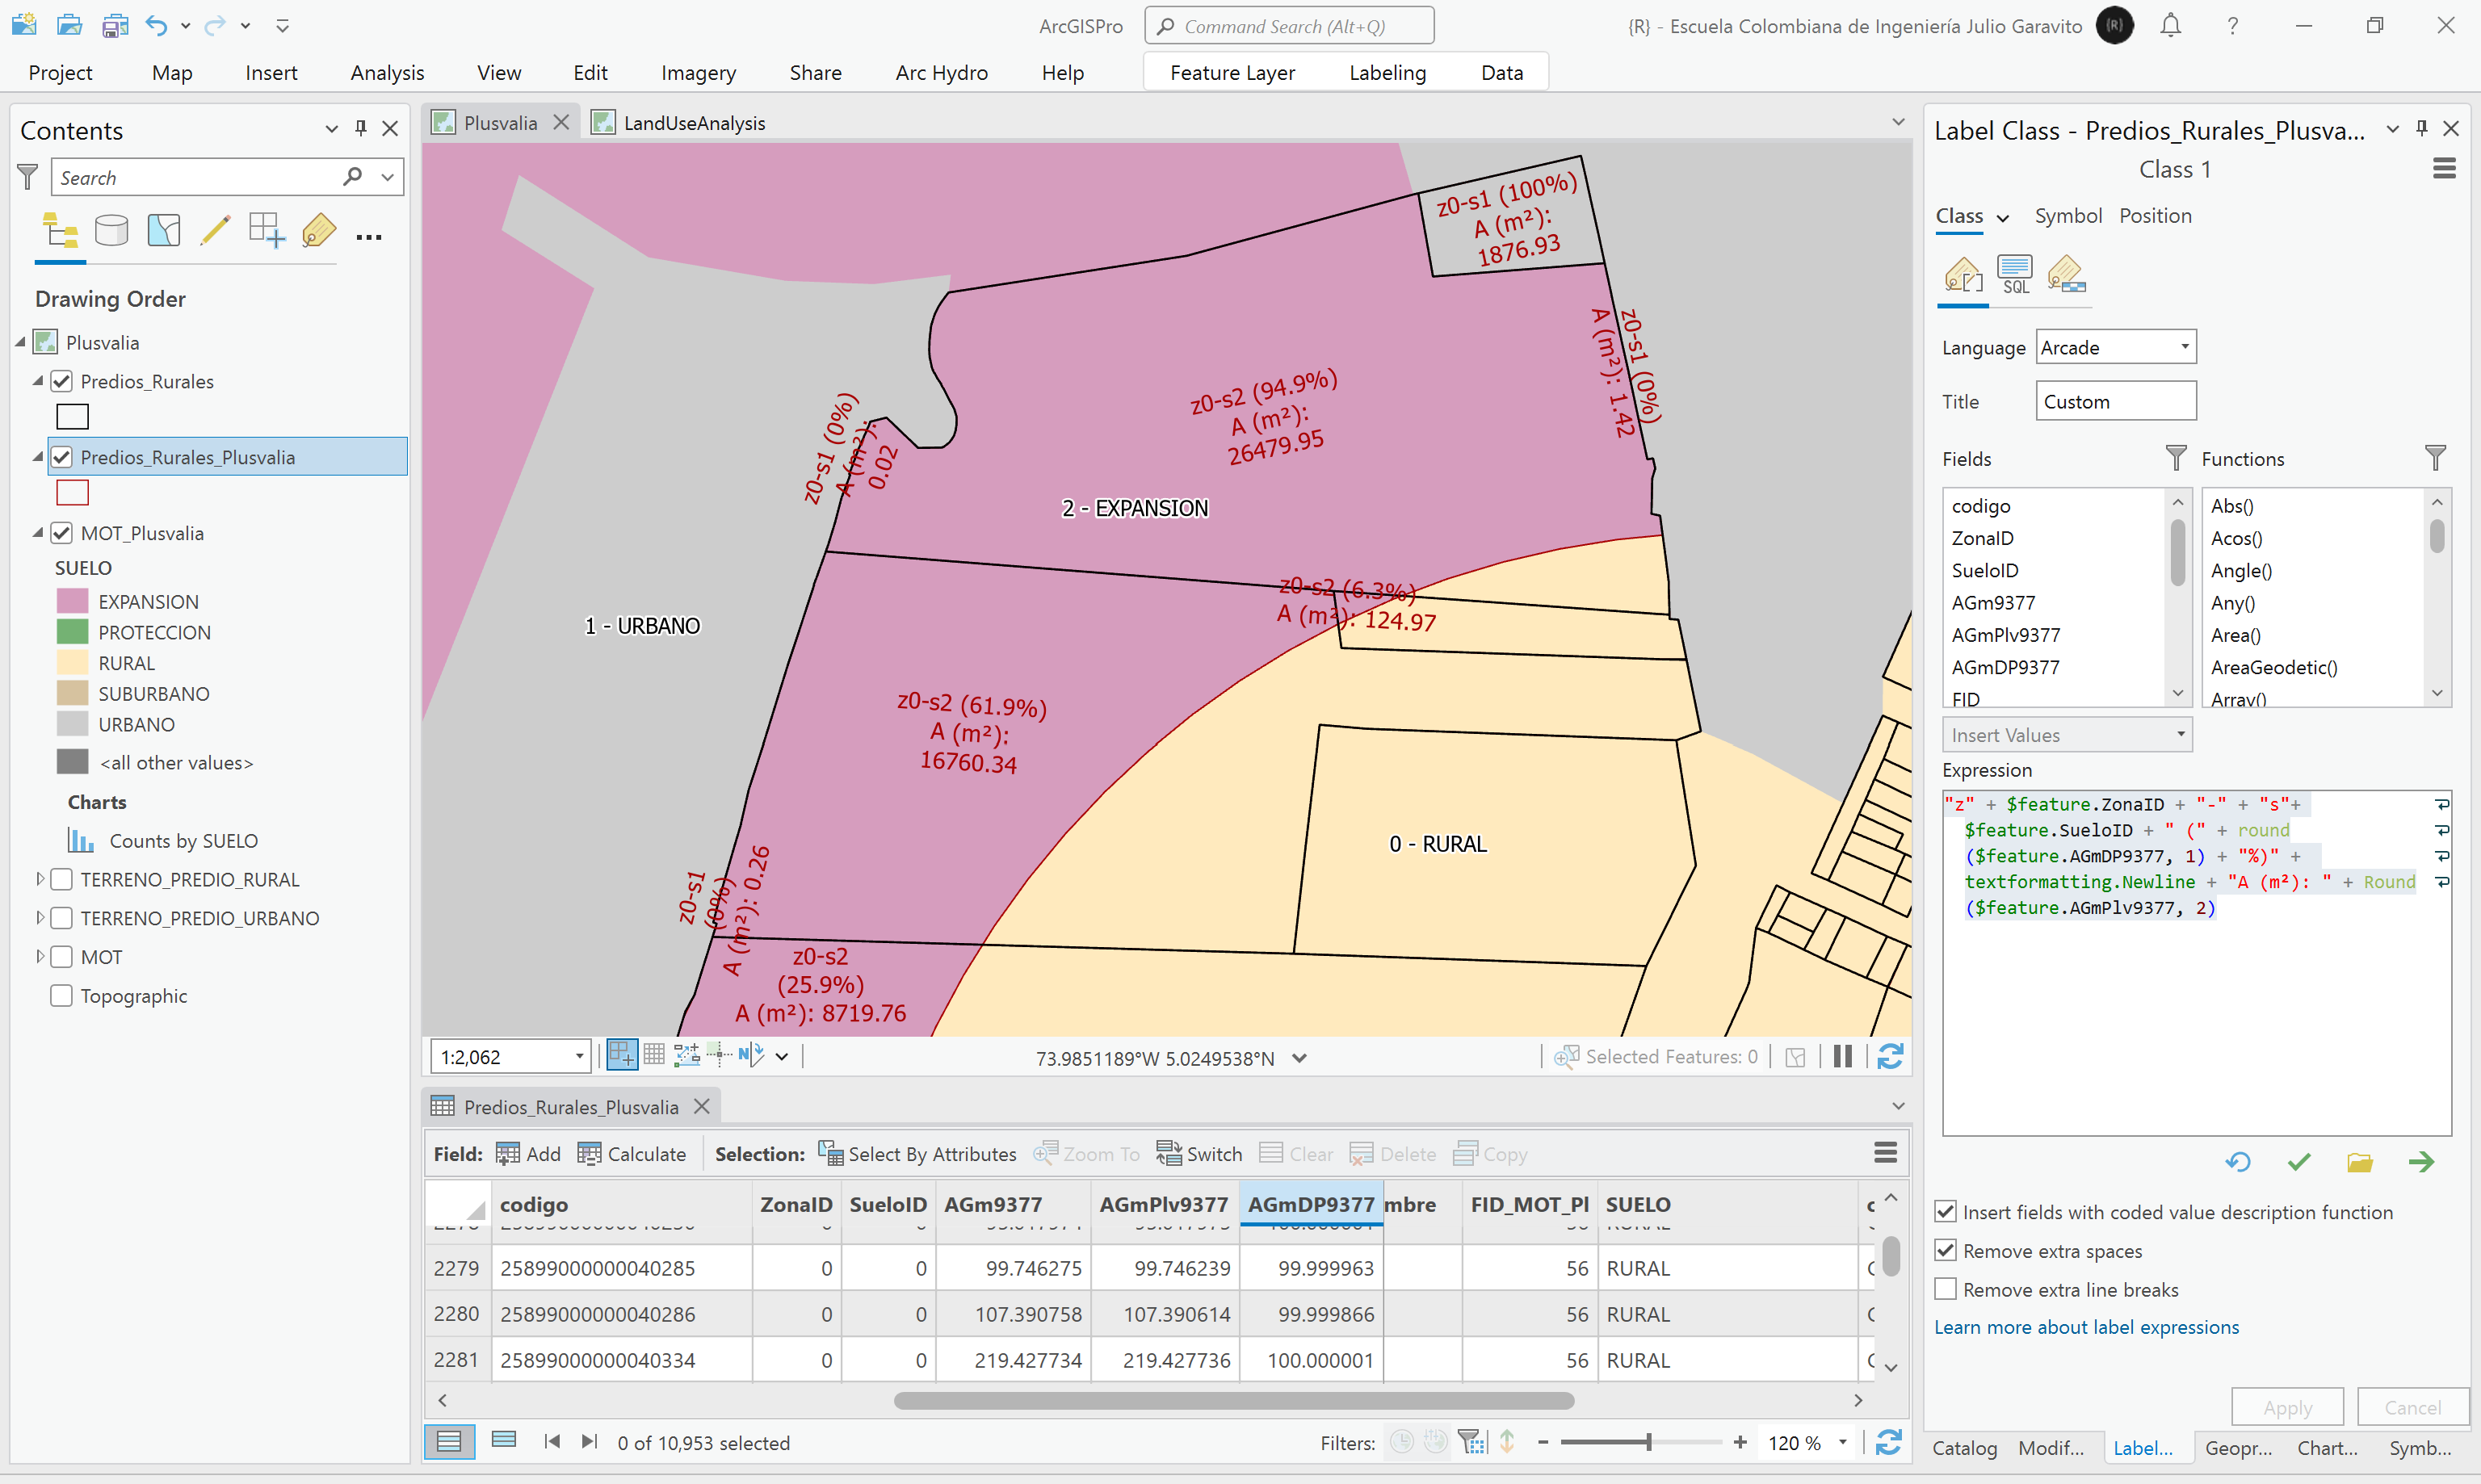 ArcGISPro
Command Search (Alt+Q)
{R} - Escuela Colombiana de Ingeniería Julio Garavito
{R}
?
Project
Map
Insert
Analysis
View
Edit
Imagery
Share
Arc Hydro
Help
Feature Layer
Labeling
Data
Contents
Search
Drawing Order
Plusvalia
Predios_Rurales
Predios_Rurales_Plusvalia
MOT_Plusvalia
SUELO
EXPANSION
PROTECCION
RURAL
SUBURBANO
URBANO
<all other values>
Charts
Counts by SUELO
TERRENO_PREDIO_RURAL
TERRENO_PREDIO_URBANO
MOT
Topographic
Plusvalia
LandUseAnalysis
z0-s1 (100%)
A (m²):
1876.93
z0-s1 (0%)
A (m²): 1.42
z0-s2 (94.9%)
A (m²):
26479.95
z0-s1 (0%)
A (m²):
0.02
2 - EXPANSION
z0-s2 (6.3%)
A (m²): 124.97
1 - URBANO
z0-s2 (61.9%)
A (m²):
16760.34
0 - RURAL
z0-s1
(0%)
A (m²): 0.26
z0-s2
(25.9%)
A (m²): 8719.76
1:2,062
N
73.9851189°W 5.0249538°N
Selected Features: 0
Predios_Rurales_Plusvalia
Field: Add Calculate Selection: Select By Attributes Zoom To Switch Clear Delete Copy
codigo ZonaID SueloID AGm9377 AGmPlv9377 AGmDP9377 mbre FID_MOT_Pl SUELO c
2279 25899000000040285 0 0 99.746275 99.746239 99.999963 56 RURAL
2280 25899000000040286 0 0 107.390758 107.390614 99.999866 56 RURAL
2281 25899000000040334 0 0 219.427734 219.427736 100.000001 56 RURAL
0 of 10,953 selected
Filters:
120 %
Label Class - Predios_Rurales_Plusva...
Class 1
Class Symbol Position
SQL
Language Arcade
Title Custom
Fields
codigo
ZonaID
SueloID
AGm9377
AGmPlv9377
AGmDP9377
FID
Functions
Abs()
Acos()
Angle()
Any()
Area()
AreaGeodetic()
Array()
Insert Values
Expression
"z" + $feature.ZonaID + "-" + "s"+
$feature.SueloID + " (" + round
($feature.AGmDP9377, 1) + "%)" +
textformatting.Newline + "A (m²): " + Round
($feature.AGmPlv9377, 2)
Insert fields with coded value description function
Remove extra spaces
Remove extra line breaks
Learn more about label expressions
Apply
Cancel
Catalog Modif... Label... Geopr... Chart... Symb...